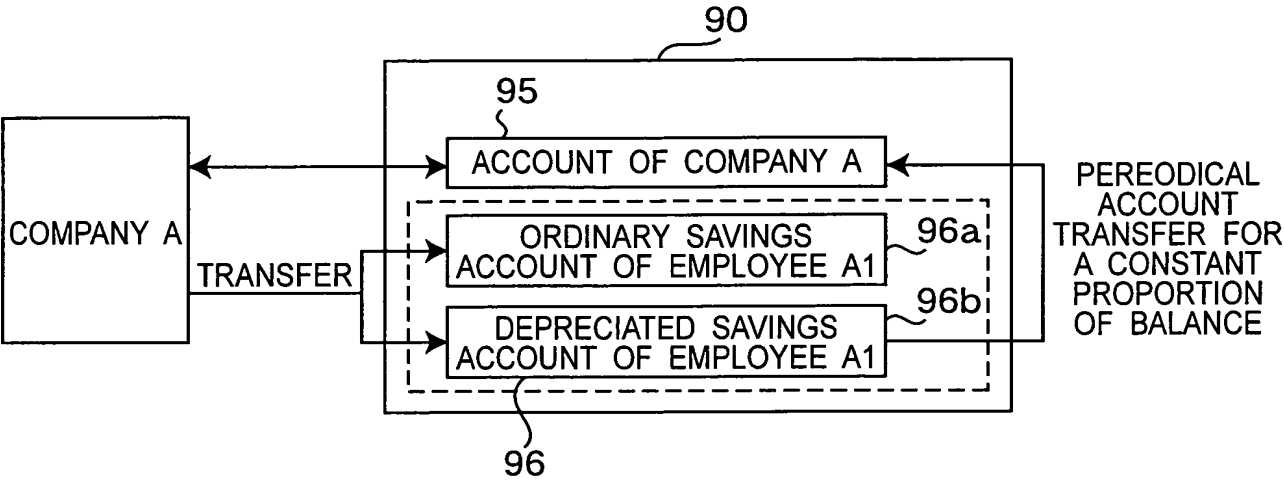 90
95
ACCOUNT OF COMPANY A
COMPANY A
TRANSFER
ORDINARY SAVINGS
ACCOUNT OF EMPLOYEE A1
96a
DEPRECIATED SAVINGS
ACCOUNT OF EMPLOYEE A1
96b
96
PEREODICAL
ACCOUNT
TRANSFER FOR
A CONSTANT
PROPORTION
OF BALANCE